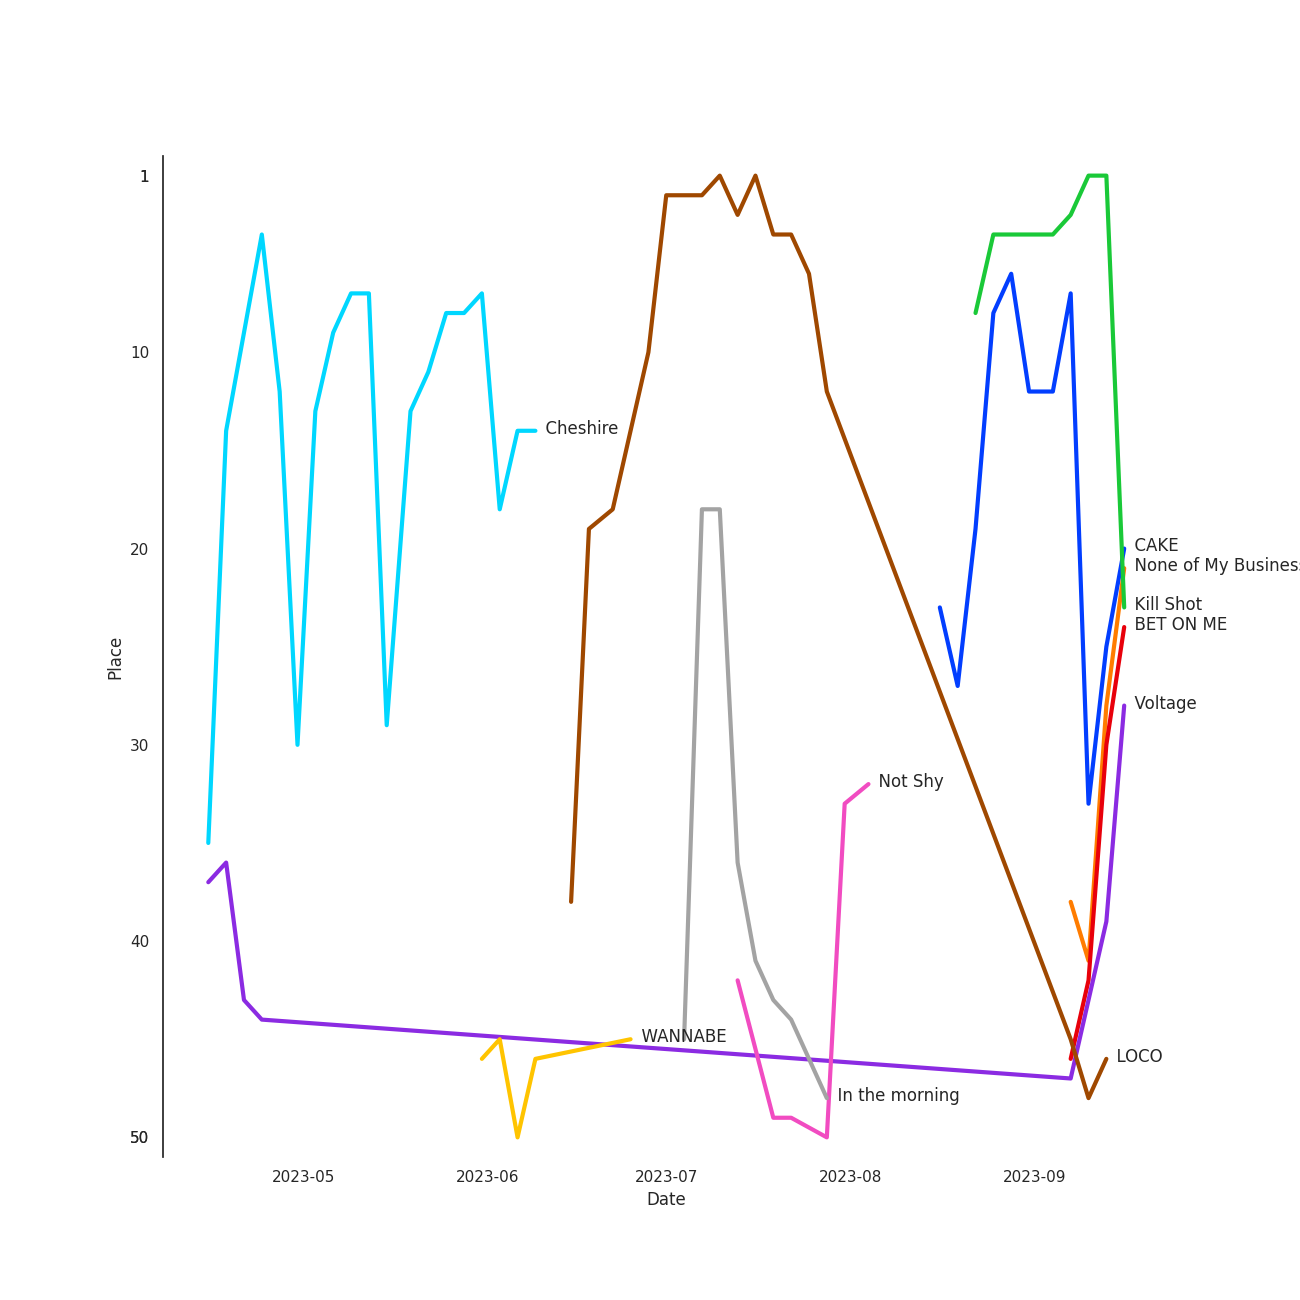 1
10
20
30
40
50
Place
Cheshire
CAKE
None of My Busines
Kill Shot
BET ON ME
Voltage
Not Shy
WANNABE
LOCO
In the morning
2023-05
2023-06
2023-07
2023-08
2023-09
Date